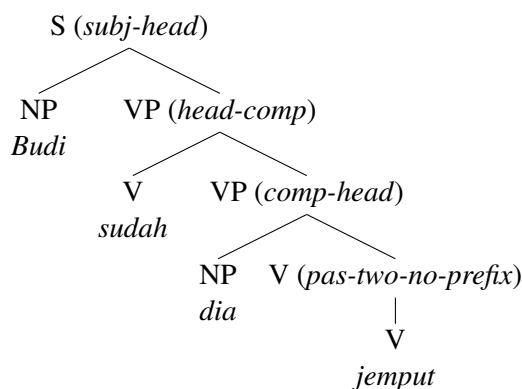 S (subj-head)
NP VP (head-comp)
Budi
V VP (comp-head)
sudah
NP V (pas-two-no-prefix)
dia
V
jemput